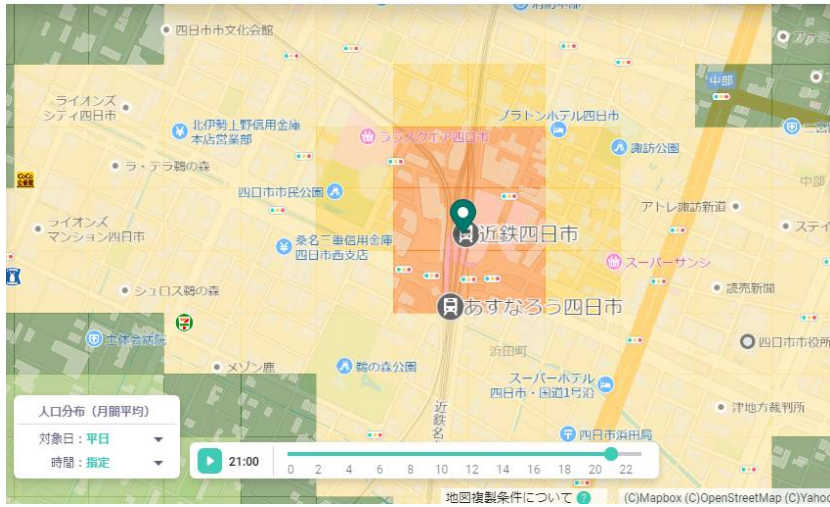 消防本部
四日市市文化会館
中部
ライオンズ
シティ四日市
北伊勢上野信用金庫
本店営業部
ララスクエア四日市
プラトンホテル四日市
諏訪公園
ラ・テラ鵜の森
中部
CoCo
四日市市民公園
アトレ諏訪新道
ライオンズ
マンション四日市
近鉄四日市
桑名三重信用金庫
四日市西支店
スーパーサンシ
シュロス鵜の森
読売新聞
あすなろう四日市
主体会病院
浜田町
四日市市役所
メゾン鹿
鵜の森公園
スーパーホテル
四日市・国道1号沿
近鉄名
津地方裁判所
四日市浜田局
人口分布（月間平均）
対象日：平日
時間：指定
21:00
0 2 4 6 8 10 12 14 16 18 20 22
地図複製条件について ?
(C)Mapbox (C)OpenStreetMap (C)Yahoo